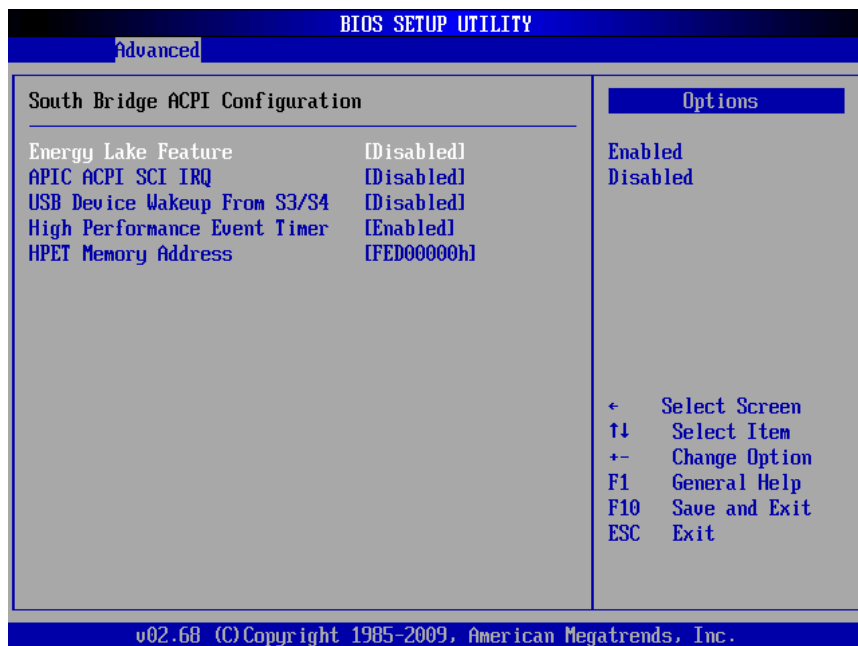 BIOS SETUP UTILITY
Advanced
South Bridge ACPI Configuration
Energy Lake Feature [Disabled]
APIC ACPI SCI IRQ [Disabled]
USB Device Wakeup From S3/S4 [Disabled]
High Performance Event Timer [Enabled]
HPET Memory Address [FED00000h]
Options
Enabled
Disabled
← Select Screen
↑↓ Select Item
+- Change Option
F1 General Help
F10 Save and Exit
ESC Exit
v02.68 (C)Copyright 1985-2009, American Megatrends, Inc.